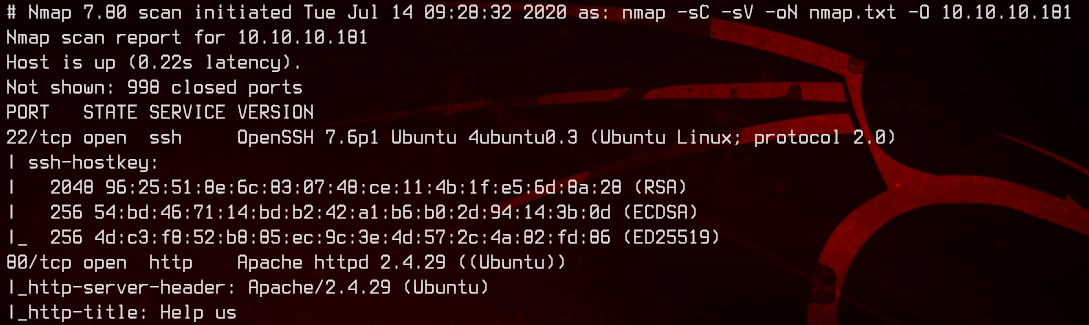 # Nmap 7.80 scan initiated Tue Jul 14 09:28:32 2020 as: nmap -sC -sV -oN nmap.txt -O 10.10.10.181
Nmap scan report for 10.10.10.181
Host is up (0.22s latency).
Not shown: 998 closed ports
PORT   STATE SERVICE VERSION
22/tcp open  ssh     OpenSSH 7.6p1 Ubuntu 4ubuntu0.3 (Ubuntu Linux; protocol 2.0)
| ssh-hostkey:
|   2048 96:25:51:8e:6c:83:07:48:ce:11:4b:1f:e5:6d:8a:28 (RSA)
|   256 54:bd:46:71:14:bd:b2:42:a1:b6:b0:2d:94:14:3b:0d (ECDSA)
|_  256 4d:c3:f8:52:b8:85:ec:9c:3e:4d:57:2c:4a:82:fd:86 (ED25519)
80/tcp open  http    Apache httpd 2.4.29 ((Ubuntu))
|_http-server-header: Apache/2.4.29 (Ubuntu)
|_http-title: Help us